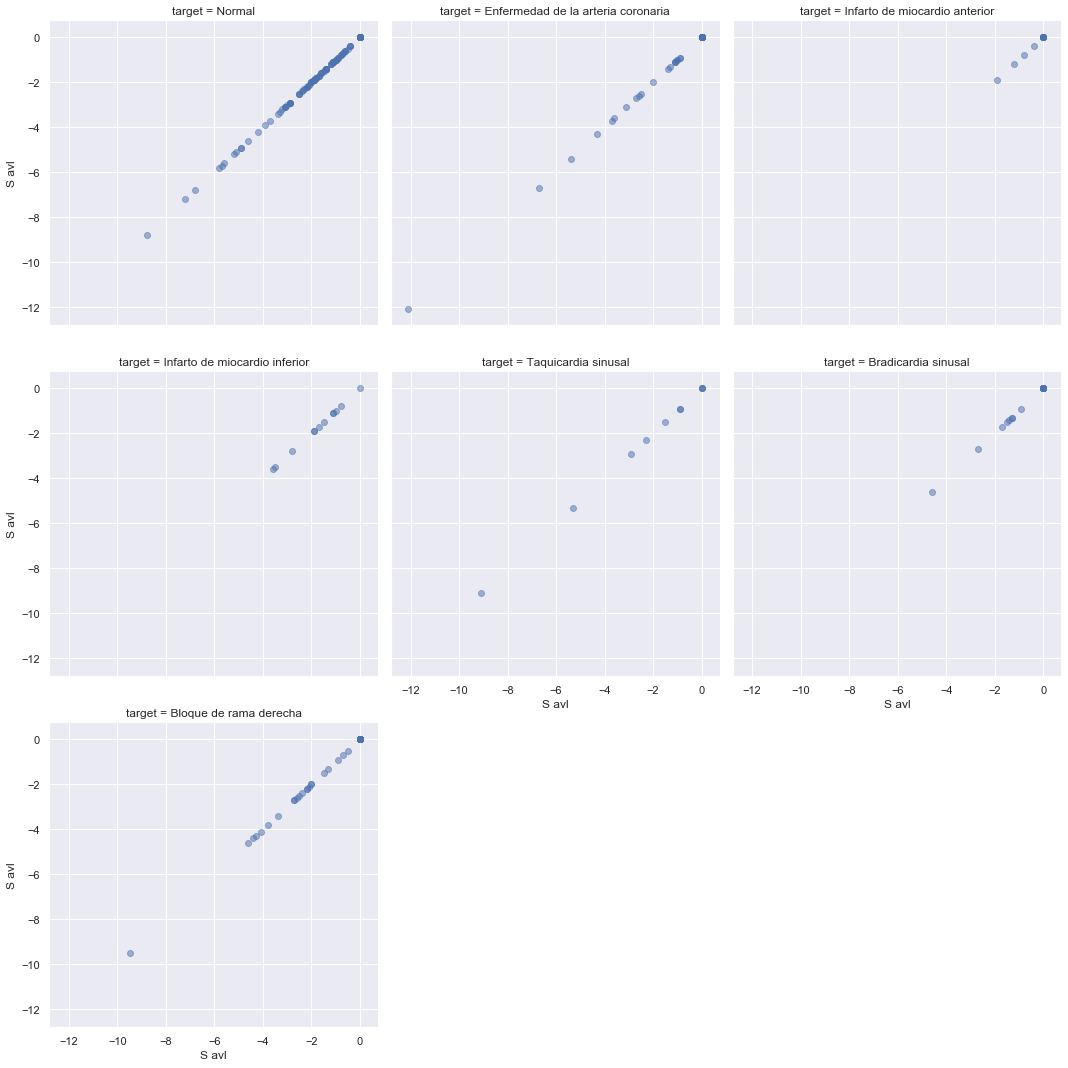 target = Normal
target = Enfermedad de la arteria coronaria
target = Infarto de miocardio anterior
0
−2
−4
−6
−8
−10
−12
S avl
target = Infarto de miocardio inferior
target = Taquicardia sinusal
target = Bradicardia sinusal
0
−2
−4
−6
−8
−10
−12
S avl
−12 −10 −8 −6 −4 −2 0
S avl
−12 −10 −8 −6 −4 −2 0
S avl
target = Bloque de rama derecha
0
−2
−4
−6
−8
−10
−12
S avl
−12 −10 −8 −6 −4 −2 0
S avl